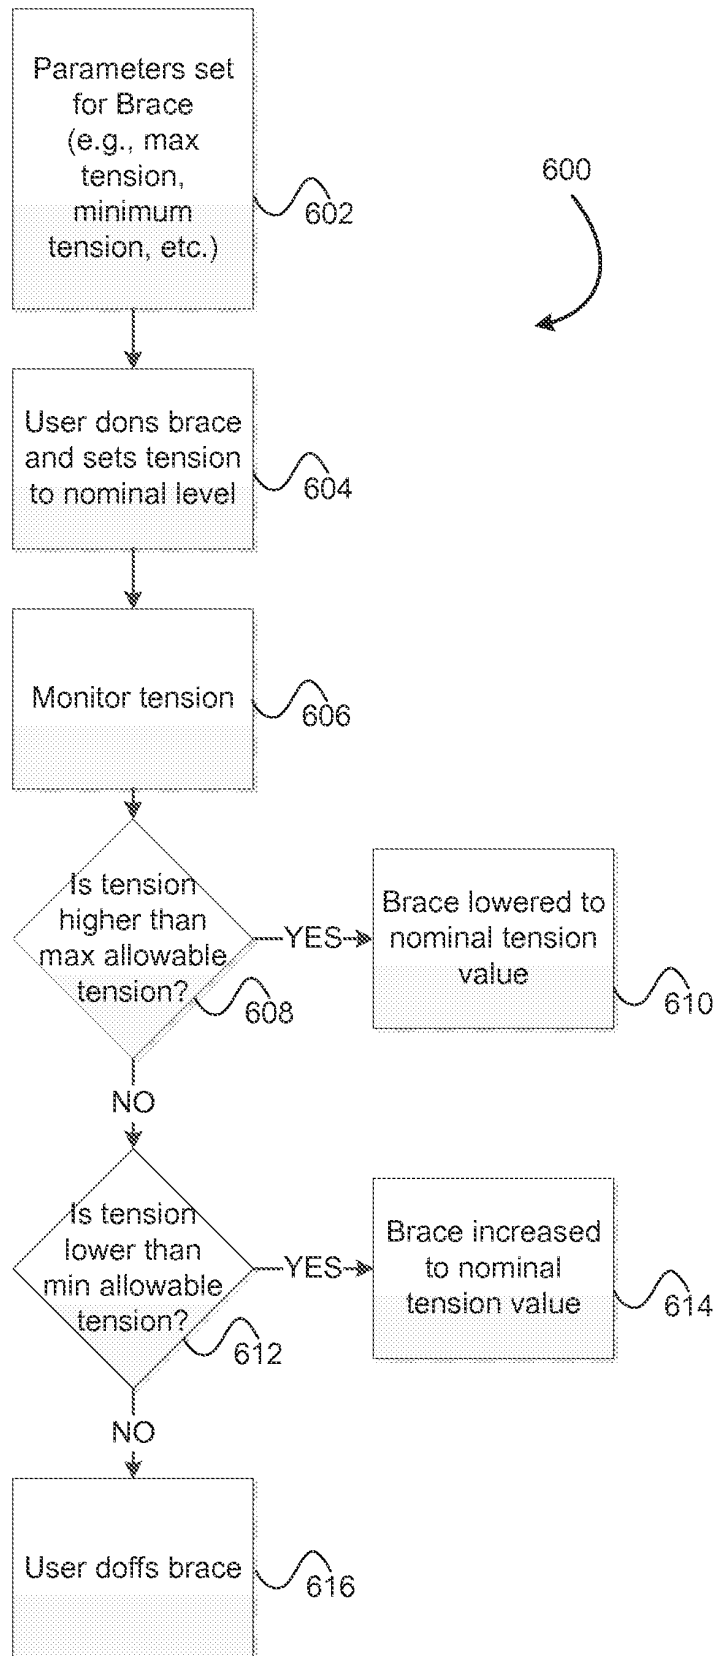 Parameters set
for Brace
(e.g., max
tension,
minimum
tension, etc.)
602
600
User dons brace
and sets tension
to nominal level
604
Monitor tension
606
Is tension
higher than
max allowable
tension?
608
YES
Brace lowered to
nominal tension
value
610
NO
Is tension
lower than
min allowable
tension?
612
YES
Brace increased
to nominal
tension value
614
NO
User doffs brace
616